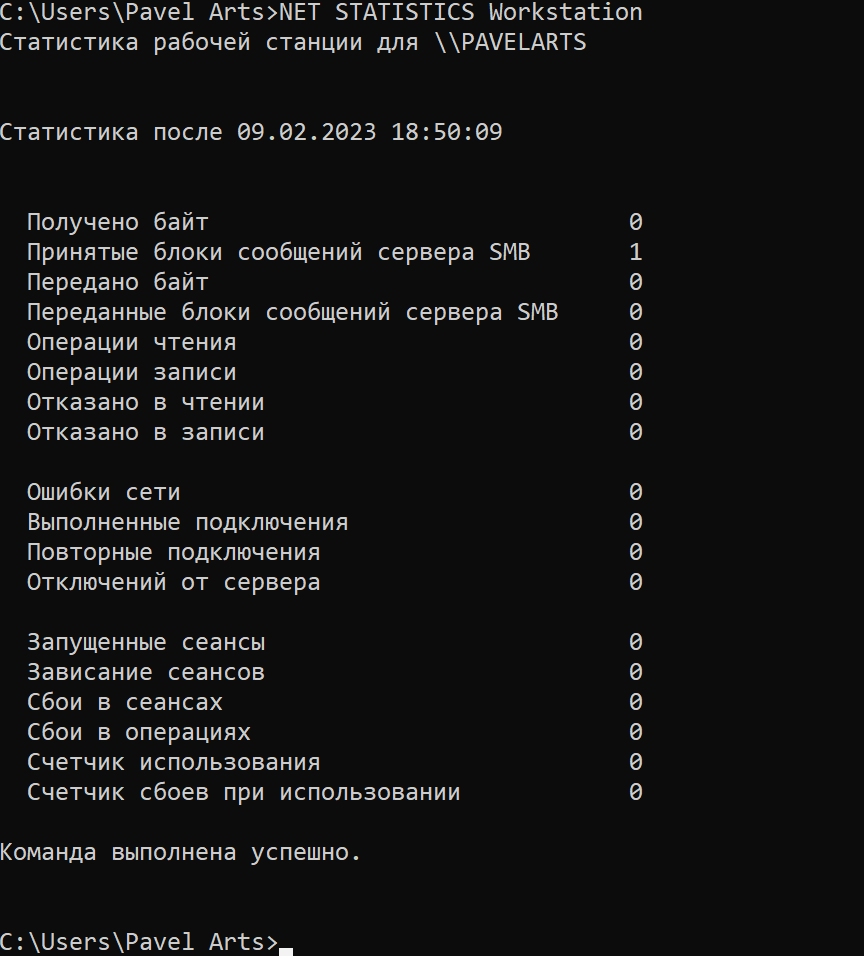 C:\Users\Pavel Arts>NET STATISTICS Workstation
Статистика рабочей станции для \\PAVELARTS
Статистика после 09.02.2023 18:50:09
Получено байт 0
Принятые блоки сообщений сервера SMB 1
Передано байт 0
Переданные блоки сообщений сервера SMB 0
Операции чтения 0
Операции записи 0
Отказано в чтении 0
Отказано в записи 0
Ошибки сети 0
Выполненные подключения 0
Повторные подключения 0
Отключений от сервера 0
Запущенные сеансы 0
Зависание сеансов 0
Сбои в сеансах 0
Сбои в операциях 0
Счетчик использования 0
Счетчик сбоев при использовании 0
Команда выполнена успешно.
C:\Users\Pavel Arts>